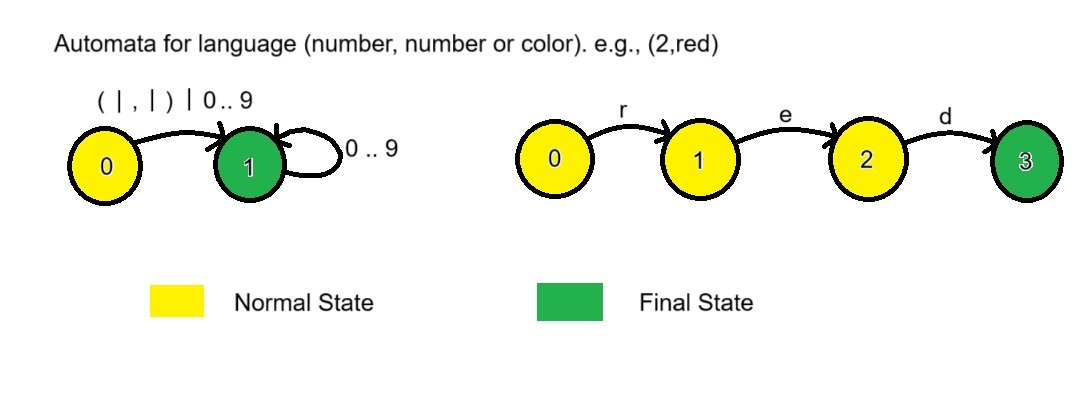 Automata for language (number, number or color). e.g., (2,red)
( | , | ) | 0 .. 9
0 1 0 .. 9
r e d
0 1 2 3
Normal State Final State